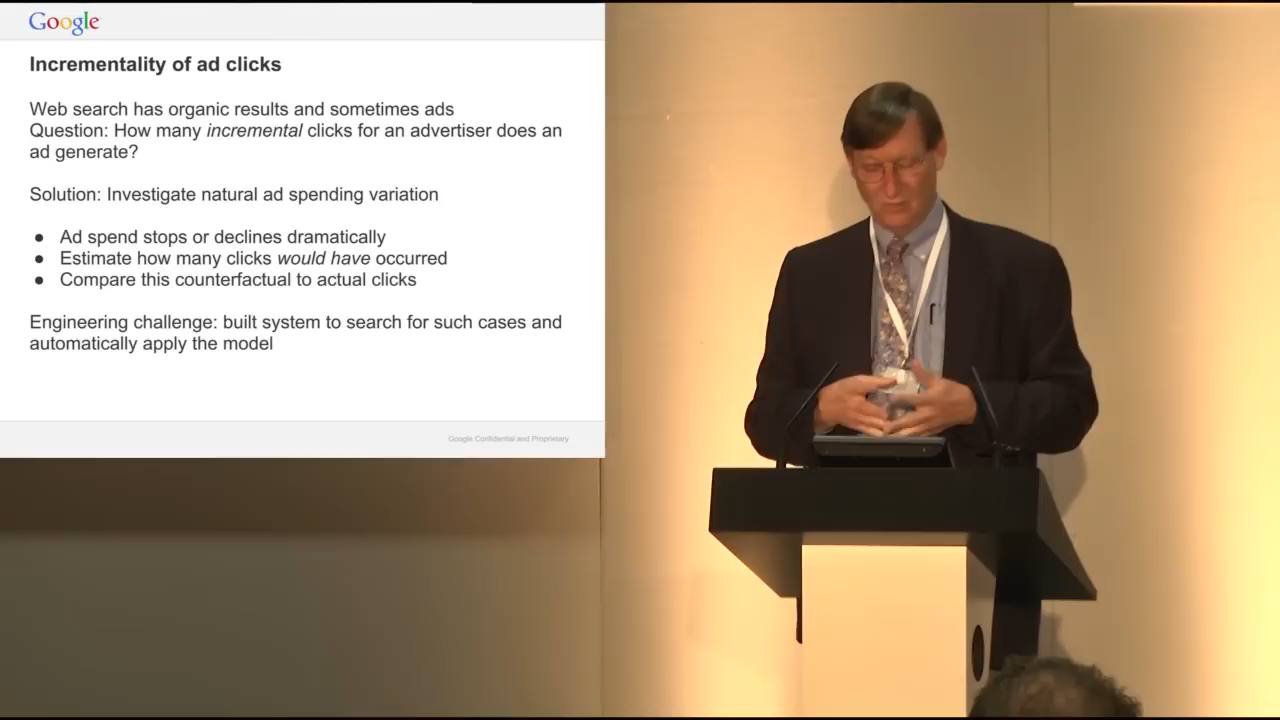 Google
Incrementality of ad clicks
Web search has organic results and sometimes ads
Question: How many incremental clicks for an advertiser does an
ad generate?
Solution: Investigate natural ad spending variation
● Ad spend stops or declines dramatically
● Estimate how many clicks would have occurred
● Compare this counterfactual to actual clicks
Engineering challenge: built system to search for such cases and
automatically apply the model
Google Confidential and Proprietary